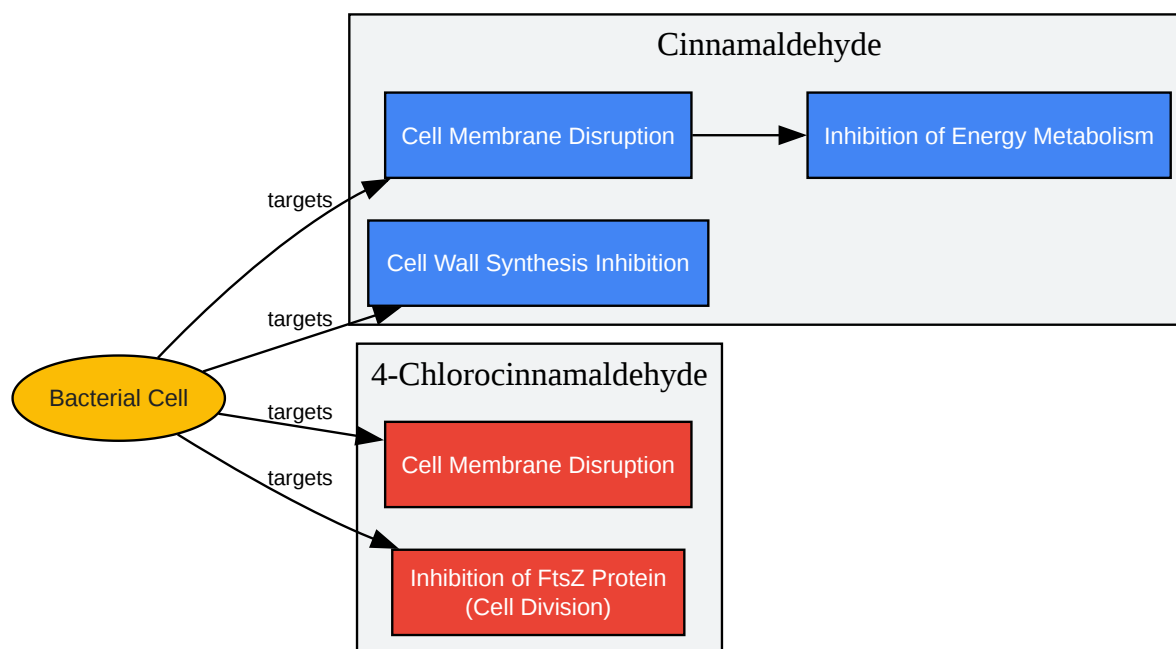 Cinnamaldehyde
Cell Membrane Disruption
Inhibition of Energy Metabolism
targets
Cell Wall Synthesis Inhibition
targets
4-Chlorocinnamaldehyde
Bacterial Cell
targets
Cell Membrane Disruption
targets
Inhibition of FtsZ Protein
(Cell Division)